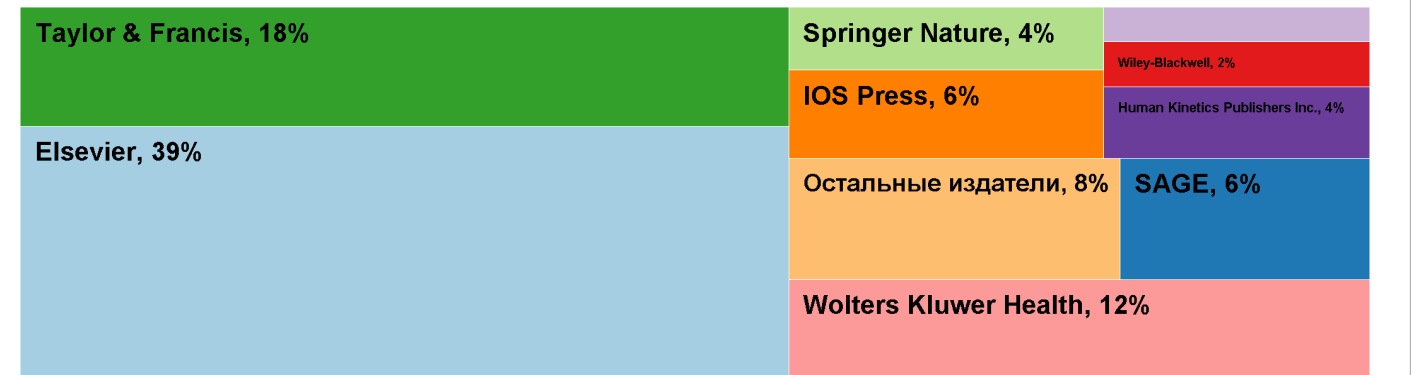 Taylor & Francis, 18%
Elsevier, 39%
Springer Nature, 4%
IOS Press, 6%
Wiley-Blackwell, 2%
Human Kinetics Publishers Inc., 4%
Остальные издатели, 8%
SAGE, 6%
Wolters Kluwer Health, 12%